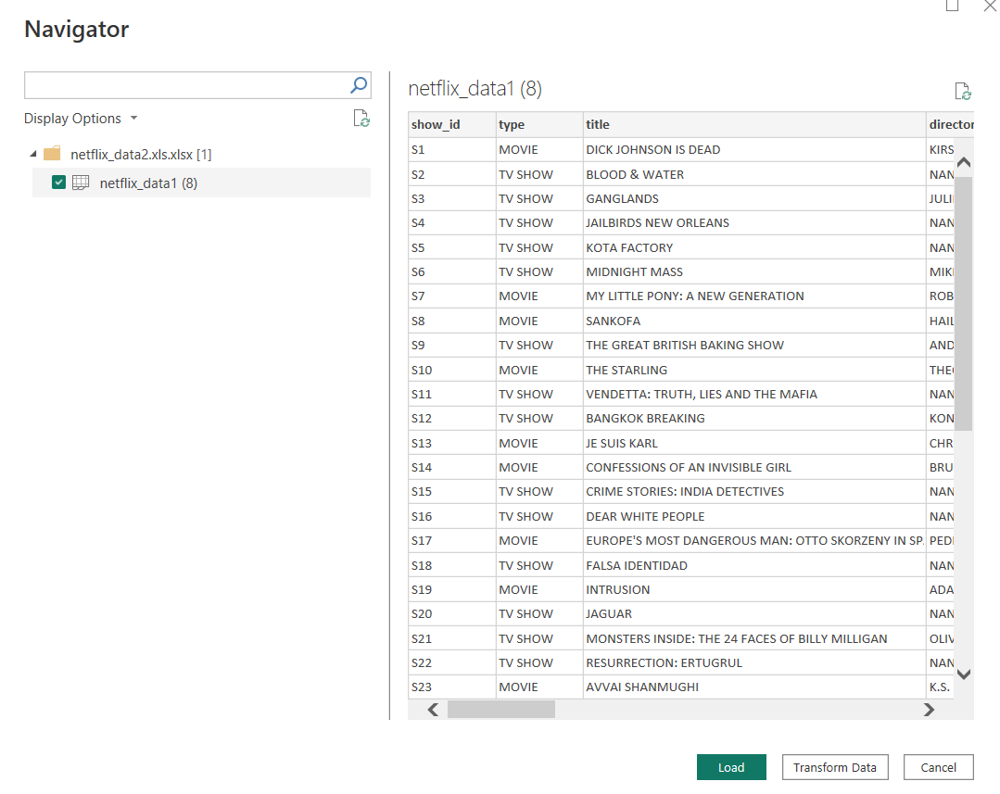 Navigator
Display Options
netflix_data2.xls.xlsx [1]
netflix_data1 (8)
netflix_data1 (8)
show_id type title director
S1 MOVIE DICK JOHNSON IS DEAD KIRS
S2 TV SHOW BLOOD & WATER NAN
S3 TV SHOW GANGLANDS JULI
S4 TV SHOW JAILBIRDS NEW ORLEANS NAN
S5 TV SHOW KOTA FACTORY NAN
S6 TV SHOW MIDNIGHT MASS MIK
S7 MOVIE MY LITTLE PONY: A NEW GENERATION ROB
S8 MOVIE SANKOFA HAIL
S9 TV SHOW THE GREAT BRITISH BAKING SHOW AND
S10 MOVIE THE STARLING THE
S11 TV SHOW VENDETTA: TRUTH, LIES AND THE MAFIA NAN
S12 TV SHOW BANGKOK BREAKING KON
S13 MOVIE JE SUIS KARL CHR
S14 MOVIE CONFESSIONS OF AN INVISIBLE GIRL BRU
S15 TV SHOW CRIME STORIES: INDIA DETECTIVES NAN
S16 TV SHOW DEAR WHITE PEOPLE NAN
S17 MOVIE EUROPE'S MOST DANGEROUS MAN: OTTO SKORZENY IN SP PED
S18 TV SHOW FALSA IDENTIDAD NAN
S19 MOVIE INTRUSION ADA
S20 TV SHOW JAGUAR NAN
S21 TV SHOW MONSTERS INSIDE: THE 24 FACES OF BILLY MILLIGAN OLIV
S22 TV SHOW RESURRECTION: ERTUGRUL NAN
S23 MOVIE AVVAI SHANMUGHI K.S.
Load Transform Data Cancel